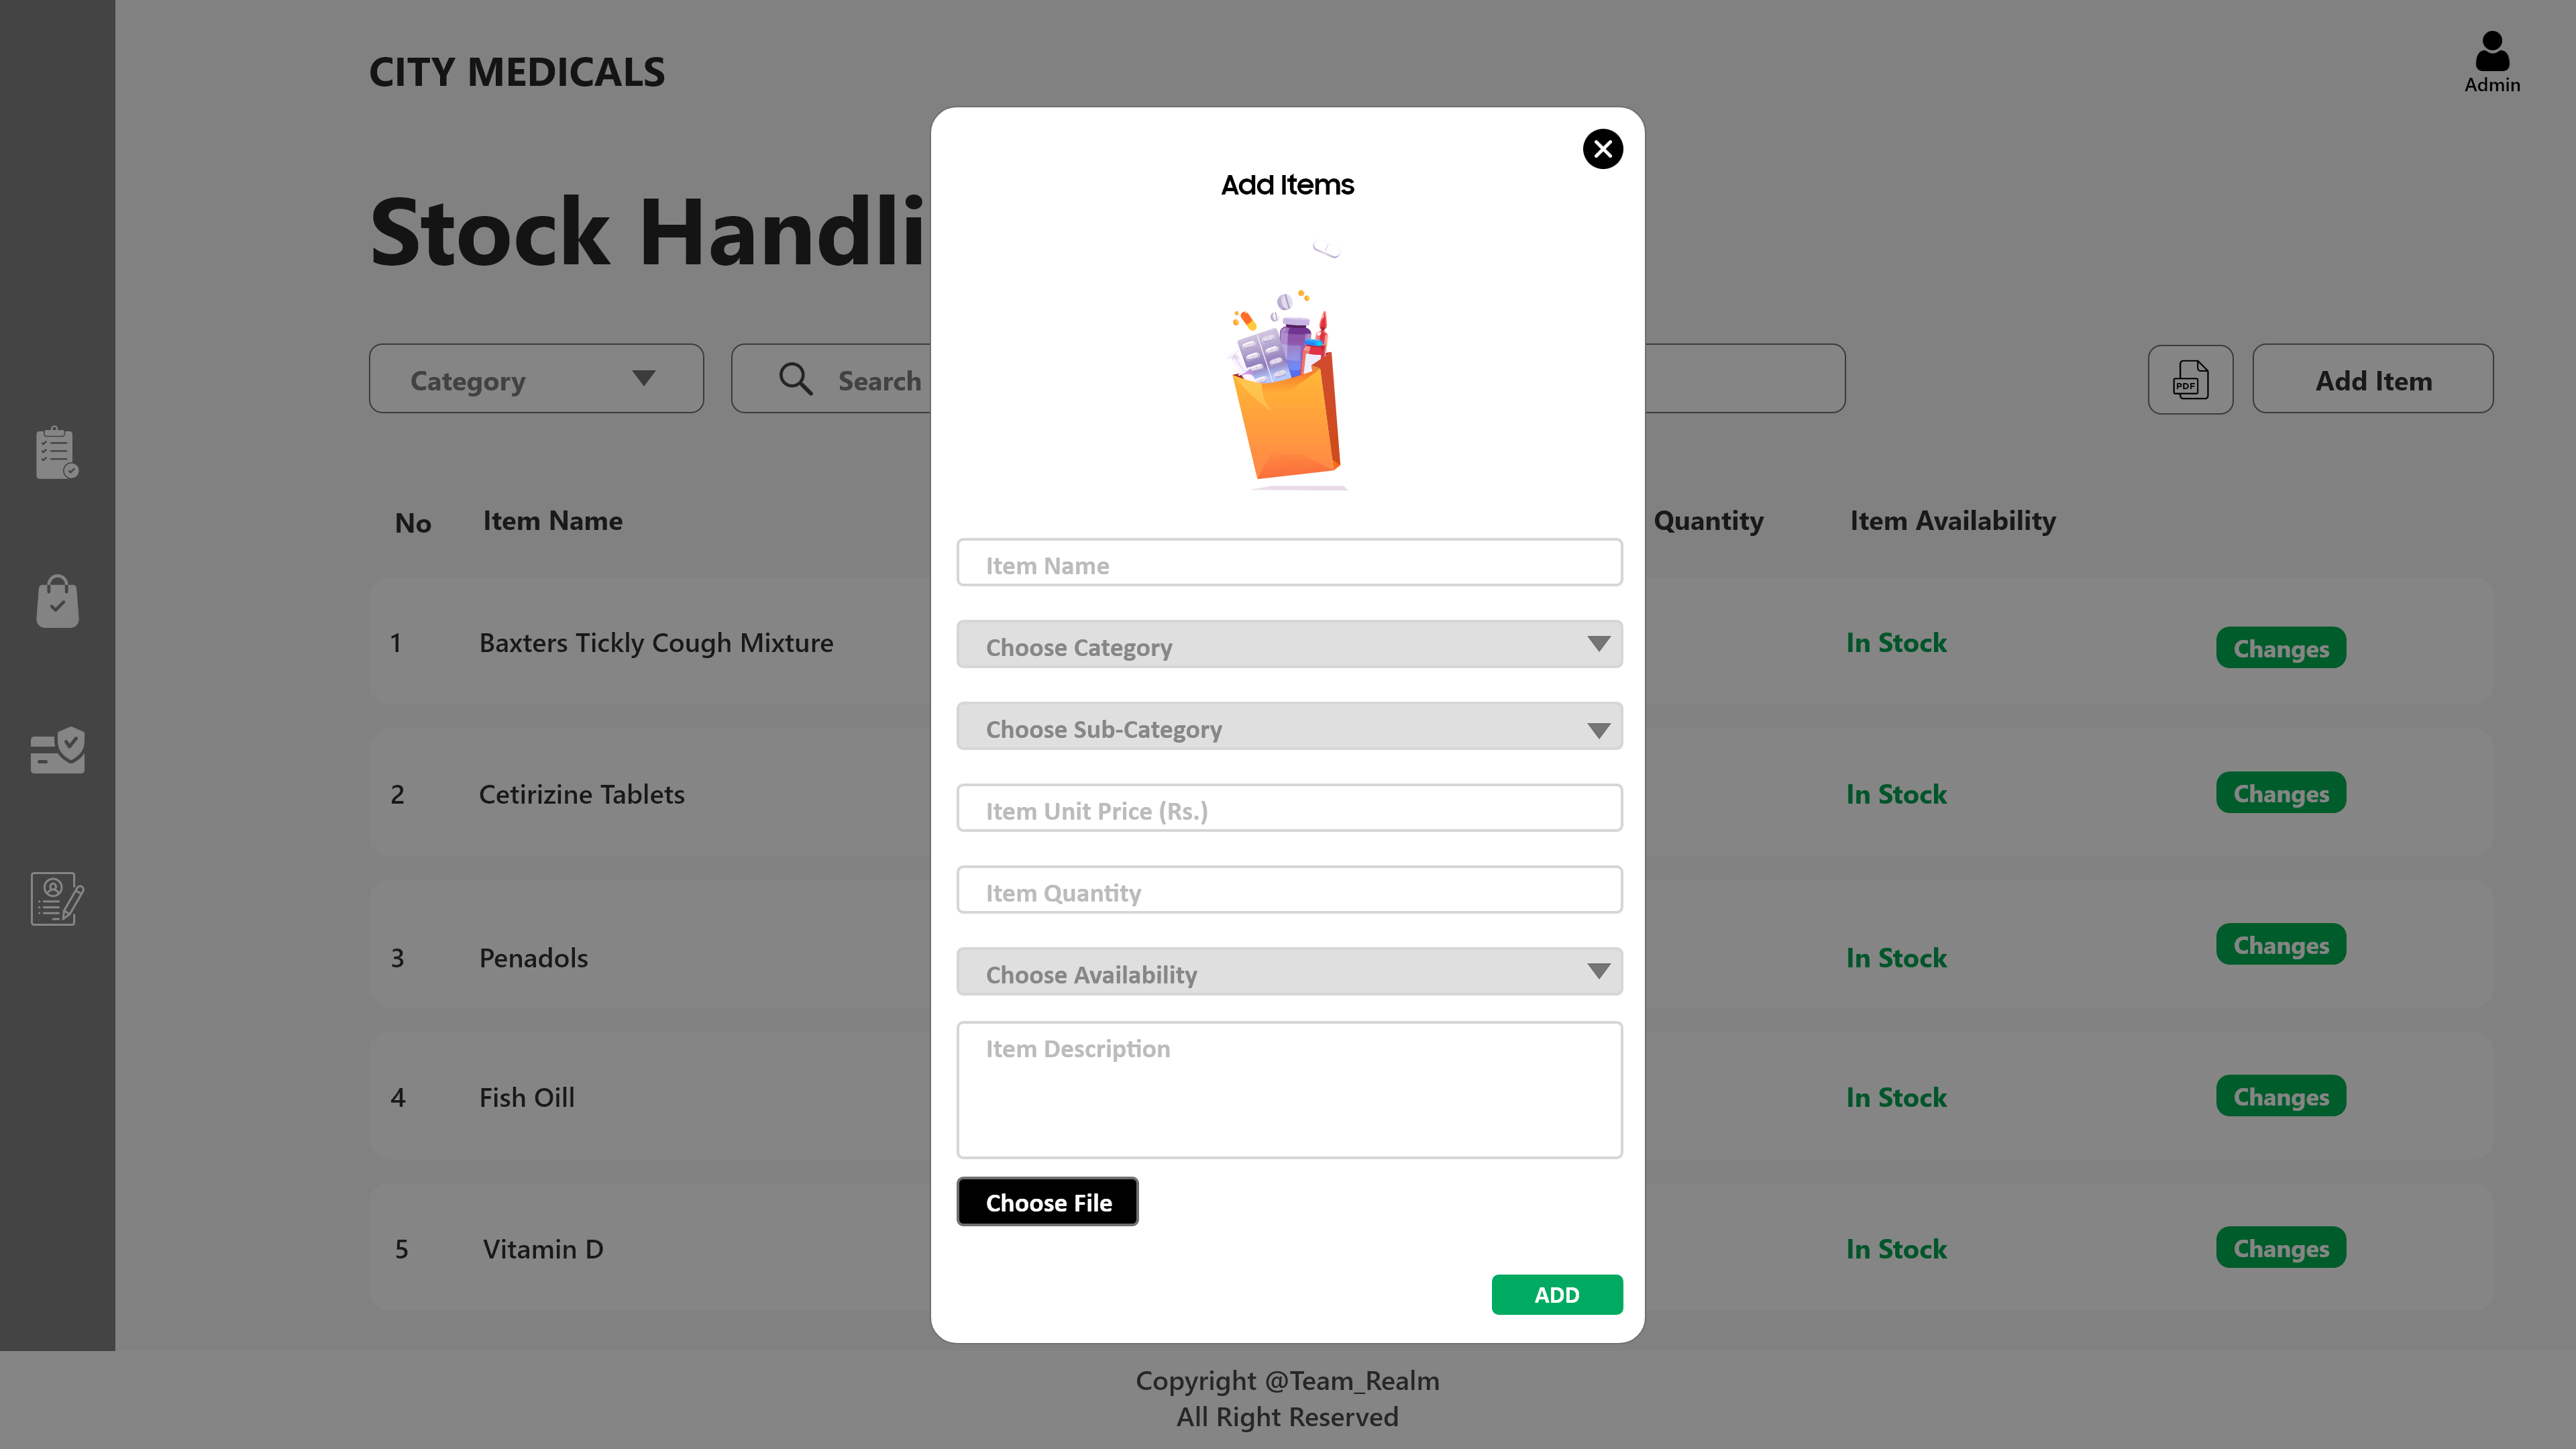 CITY MEDICALS
Admin
Add Items
Stock Handli
Category
Search
PDF
Add Item
No
Item Name
Quantity
Item Availability
Item Name
1
Baxters Tickly Cough Mixture
Choose Category
In Stock
Changes
Choose Sub-Category
2
Cetirizine Tablets
Item Unit Price (Rs.)
In Stock
Changes
Item Quantity
3
Penadols
Choose Availability
In Stock
Changes
Item Description
4
Fish Oill
In Stock
Changes
Choose File
5
Vitamin D
In Stock
Changes
ADD
Copyright @Team_Realm
All Right Reserved